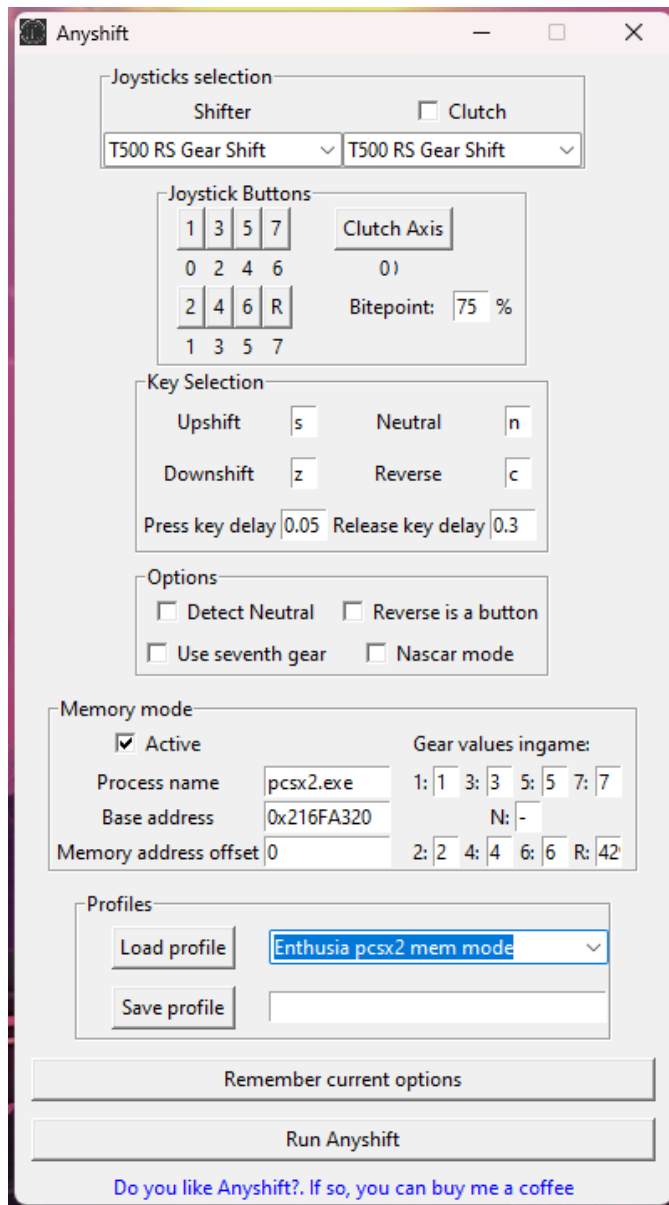 Anyshift
Joysticks selection
Shifter Clutch
T500 RS Gear Shift T500 RS Gear Shift
Joystick Buttons
1 3 5 7 Clutch Axis
0 2 4 6 0)
2 4 6 R Bitepoint: 75 %
1 3 5 7
Key Selection
Upshift s Neutral n
Downshift z Reverse c
Press key delay 0.05 Release key delay 0.3
Options
Detect Neutral Reverse is a button
Use seventh gear Nascar mode
Memory mode
Active Gear values ingame:
Process name pcsx2.exe 1: 1 3: 3 5: 5 7: 7
Base address 0x216FA320 N: -
Memory address offset 0 2: 2 4: 4 6: 6 R: 42
Profiles
Load profile Enthusia pcsx2 mem mode
Save profile
Remember current options
Run Anyshift
Do you like Anyshift?. If so, you can buy me a coffee